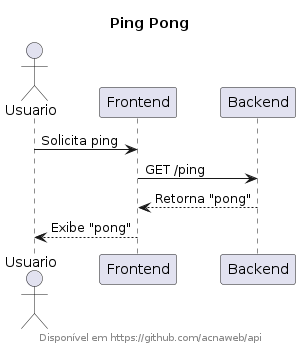 Ping Pong
Usuario
Frontend
Backend
Solicita ping
GET /ping
Retorna "pong"
Exibe "pong"
Usuario
Frontend
Backend
Disponivel em https://github.com/acnaweb/api